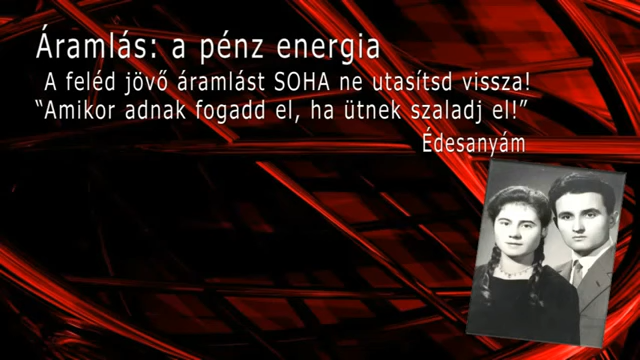 Áramlás: a pénz energia
A feléd jövő áramlást SOHA ne utasítsd vissza!
“Amikor adnak fogadd el, ha ütnek szaladj el!”
Édesanyám